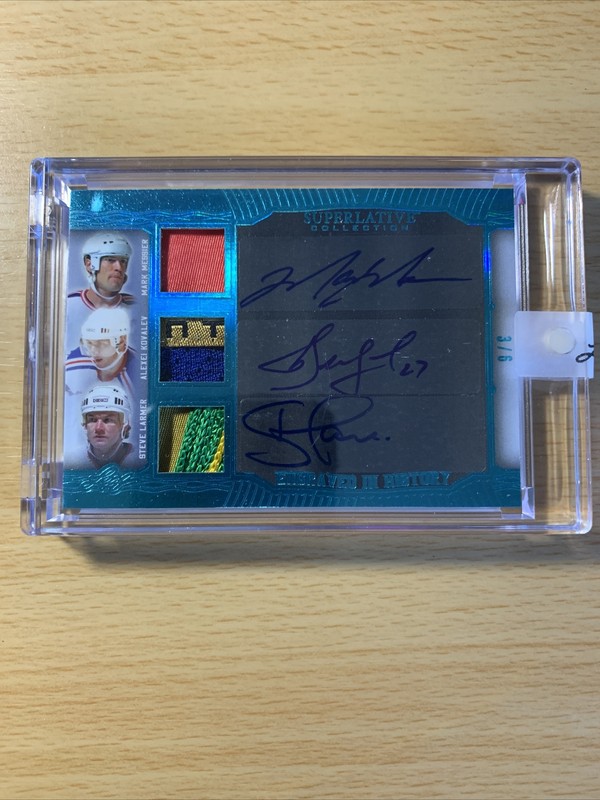 SUPERLATIVE
COLLECTION
MARK MESSIER
ALEXEI KOVALEV
STEVE LARMER
27
ENGRAVED IN HISTORY
3/6